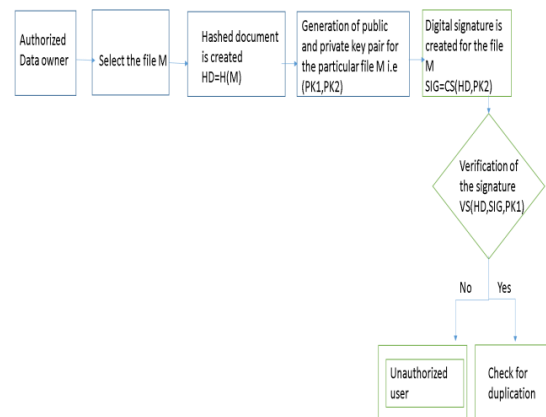 Authorized
Data owner
Select the file M
Hashed document
is created
HD=H(M)
Generation of public
and private key pair for
the particular file M i.e
(PK1,PK2)
Digital signature is
created for the file
M
SIG=CS(HD,PK2)
Verification of
the signature
VS(HD,SIG,PK1)
No
Yes
Unauthorized
user
Check for
duplication